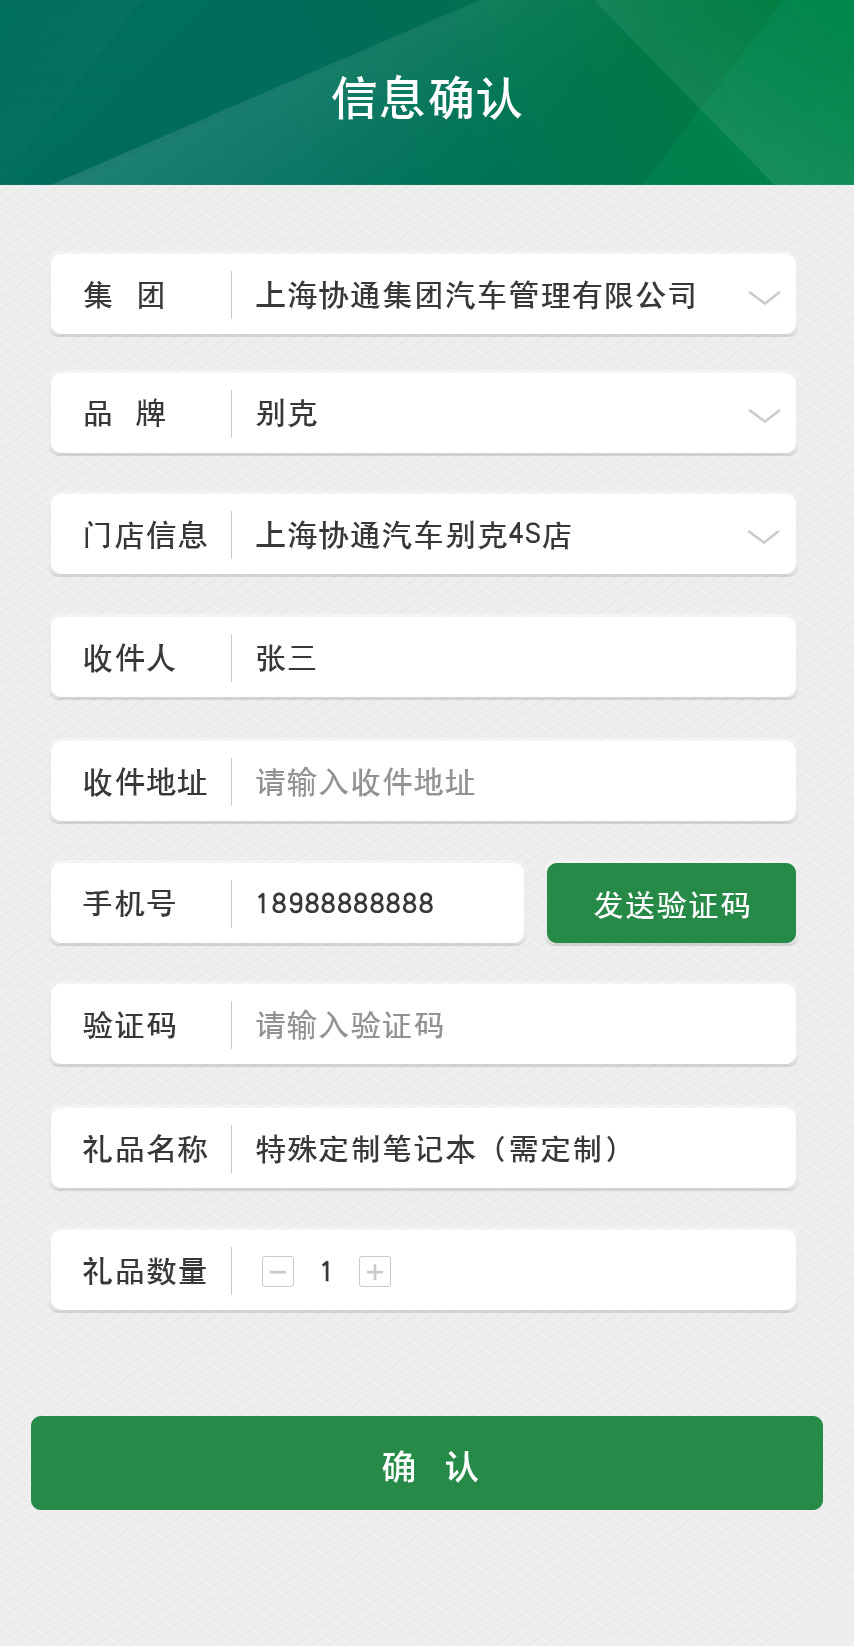 信息确认
集 团 上海协通集团汽车管理有限公司
品 牌 别克
门店信息 上海协通汽车别克4S店
收件人 张三
收件地址 请输入收件地址
手机号 18988888888 发送验证码
验证码 请输入验证码
礼品名称 特殊定制笔记本（需定制）
礼品数量 1
确 认